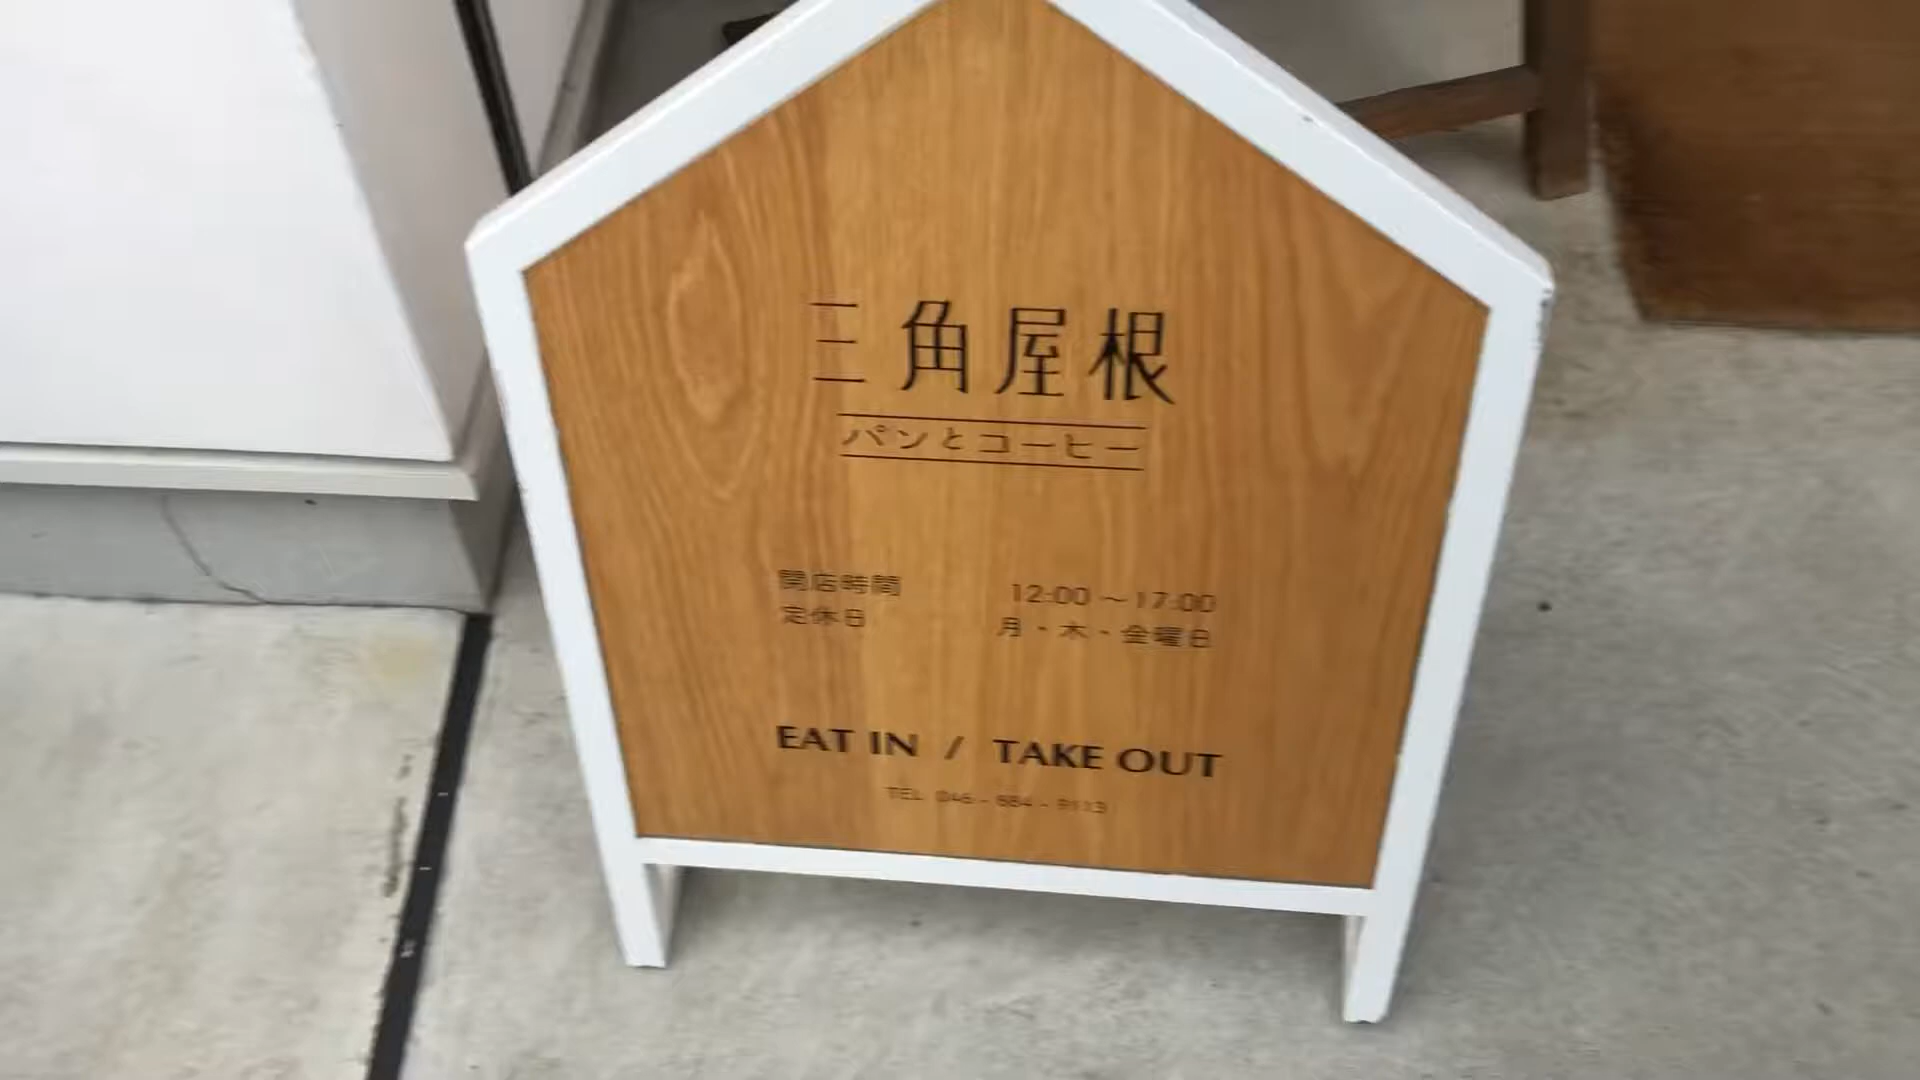 三角屋根
パンとコーヒー
開店時間 12:00 〜 17:00
定休日 月・木・金曜日
EAT IN / TAKE OUT
TEL 046 - 884 - 9113